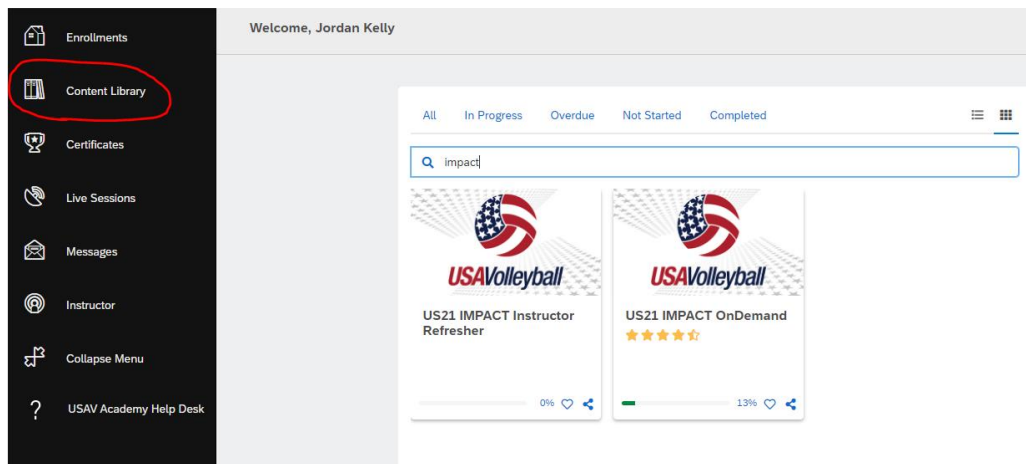 Enrollments
Content Library
Certificates
Live Sessions
Messages
Instructor
Collapse Menu
? USAV Academy Help Desk
Welcome, Jordan Kelly
All In Progress Overdue Not Started Completed
impact
USAVolleyball
US21 IMPACT Instructor
Refresher
0%
USAVolleyball
US21 IMPACT OnDemand
13%